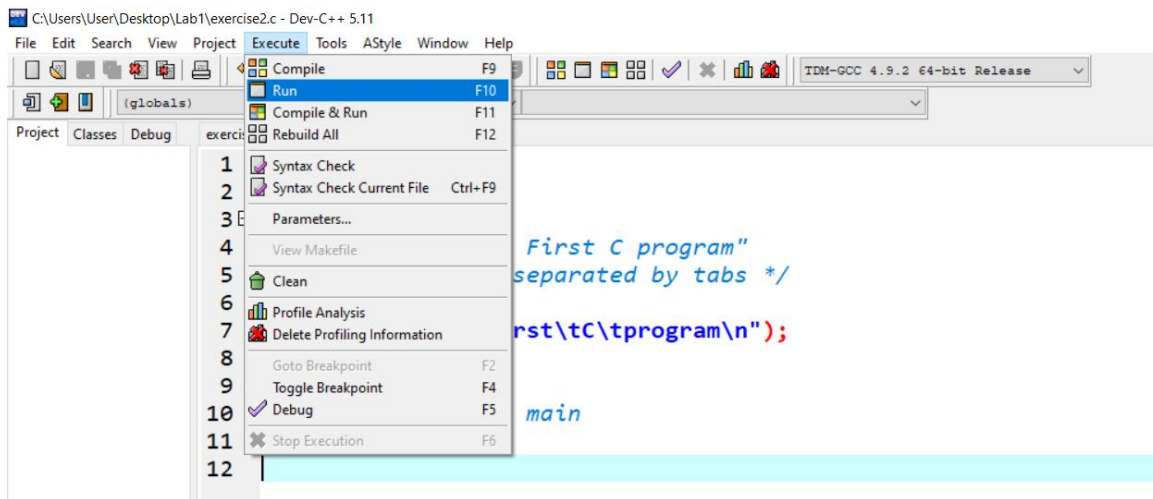 C:\Users\User\Desktop\Lab1\exercise2.c - Dev-C++ 5.11
File Edit Search View Project Execute Tools AStyle Window Help
TDM-GCC 4.9.2 64-bit Release
(globals)
Project Classes Debug
Compile F9
Run F10
Compile & Run F11
Rebuild All F12
Syntax Check
Syntax Check Current File Ctrl+F9
Parameters...
View Makefile
Clean
Profile Analysis
Delete Profiling Information
Goto Breakpoint F2
Toggle Breakpoint F4
Debug F5
Stop Execution F6
1
2
3
4 First C program"
5 separated by tabs */
6
7 rst\tC\tprogram\n");
8
9
10 main
11
12